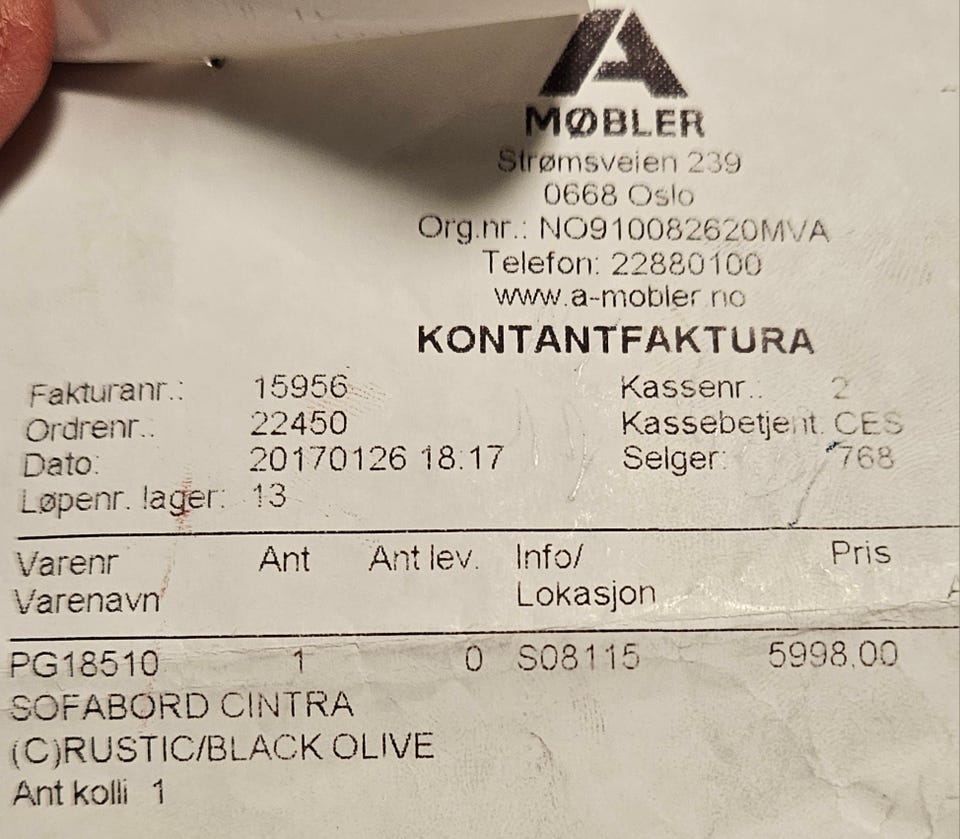 A
MØBLER
Strømsveien 239
0668 Oslo
Org.nr.: NO910082620MVA
Telefon: 22880100
www.a-mobler.no
KONTANTFAKTURA
Fakturanr.: 15956 Kassenr.: 2
Ordrenr.: 22450 Kassebetjent: CES
Dato: 20170126 18.17 Selger: 768
Løpenr. lager: 13
Varenr Ant Ant lev. Info/ Pris
Varenavn Lokasjon
PG18510 1 0 S08115 5998,00
SOFABORD CINTRA
(C)RUSTIC/BLACK OLIVE
Ant kolli 1